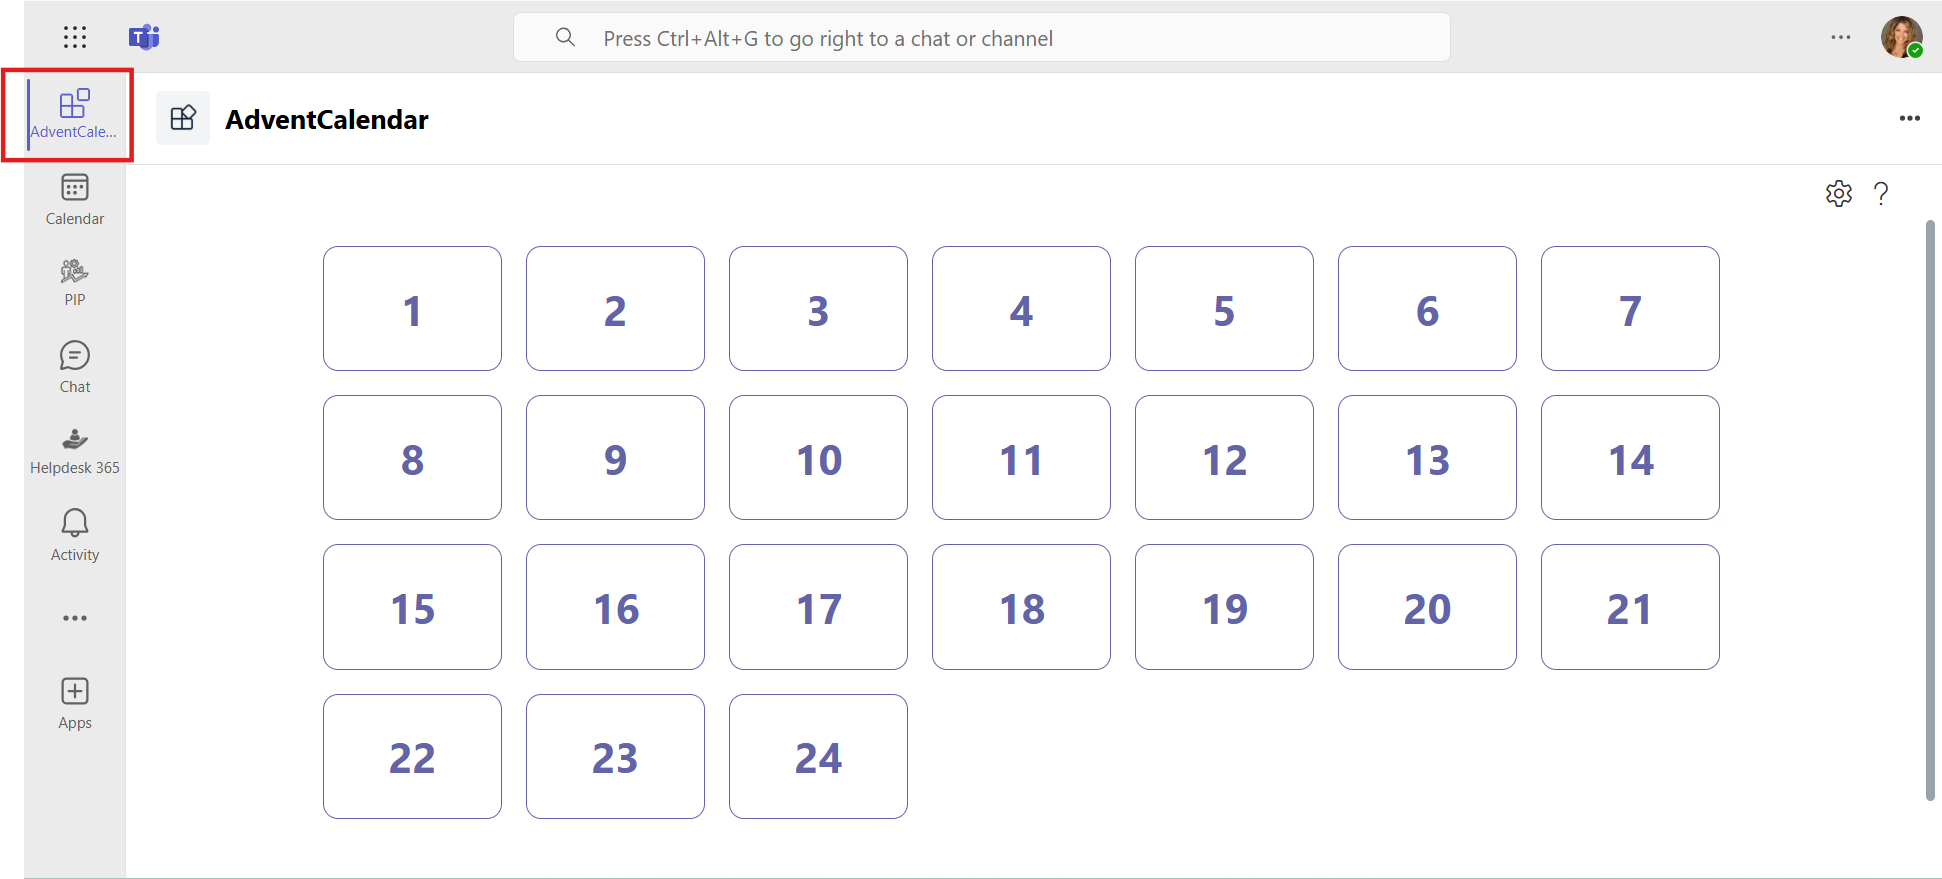 Press Ctrl+Alt+G to go right to a chat or channel
AdventCale...
AdventCalendar
Calendar
PIP
Chat
Helpdesk 365
Activity
Apps
?
1 2 3 4 5 6 7
8 9 10 11 12 13 14
15 16 17 18 19 20 21
22 23 24